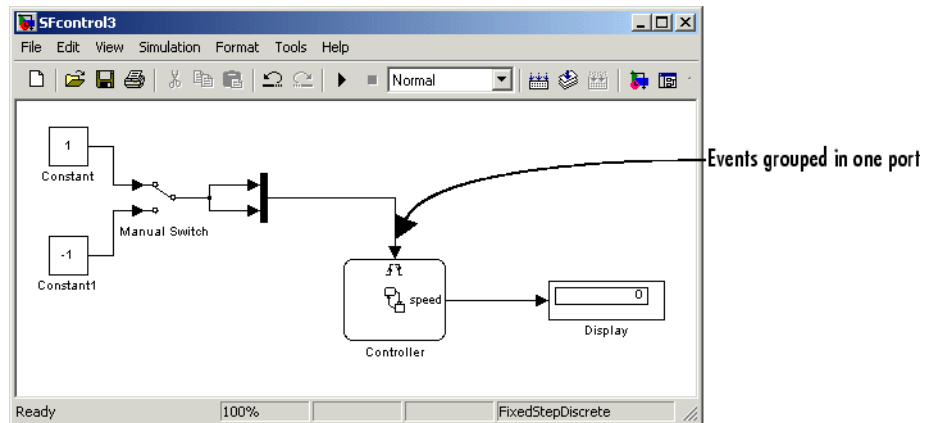 SFcontrol3
File Edit View Simulation Format Tools Help
Normal
Events grouped in one port
1
Constant
Manual Switch
-1
Constant1
speed
Controller
0
Display
Ready 100% FixedStepDiscrete